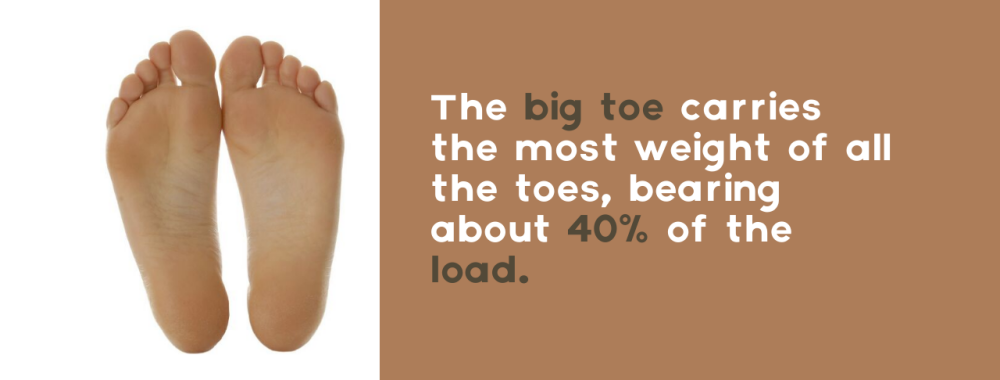 The big toe carries
the most weight of all
the toes, bearing
about 40% of the
load.